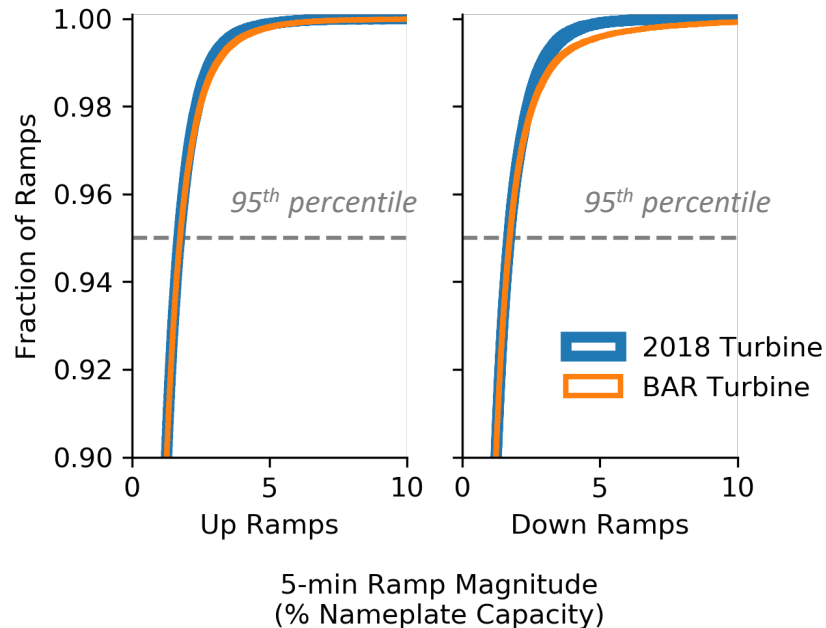 Fraction of Ramps
1.00
0.98
0.96
0.94
0.92
0.90
95th percentile
95th percentile
2018 Turbine
BAR Turbine
0 5 10
0 5 10
Up Ramps
Down Ramps
5-min Ramp Magnitude
(% Nameplate Capacity)